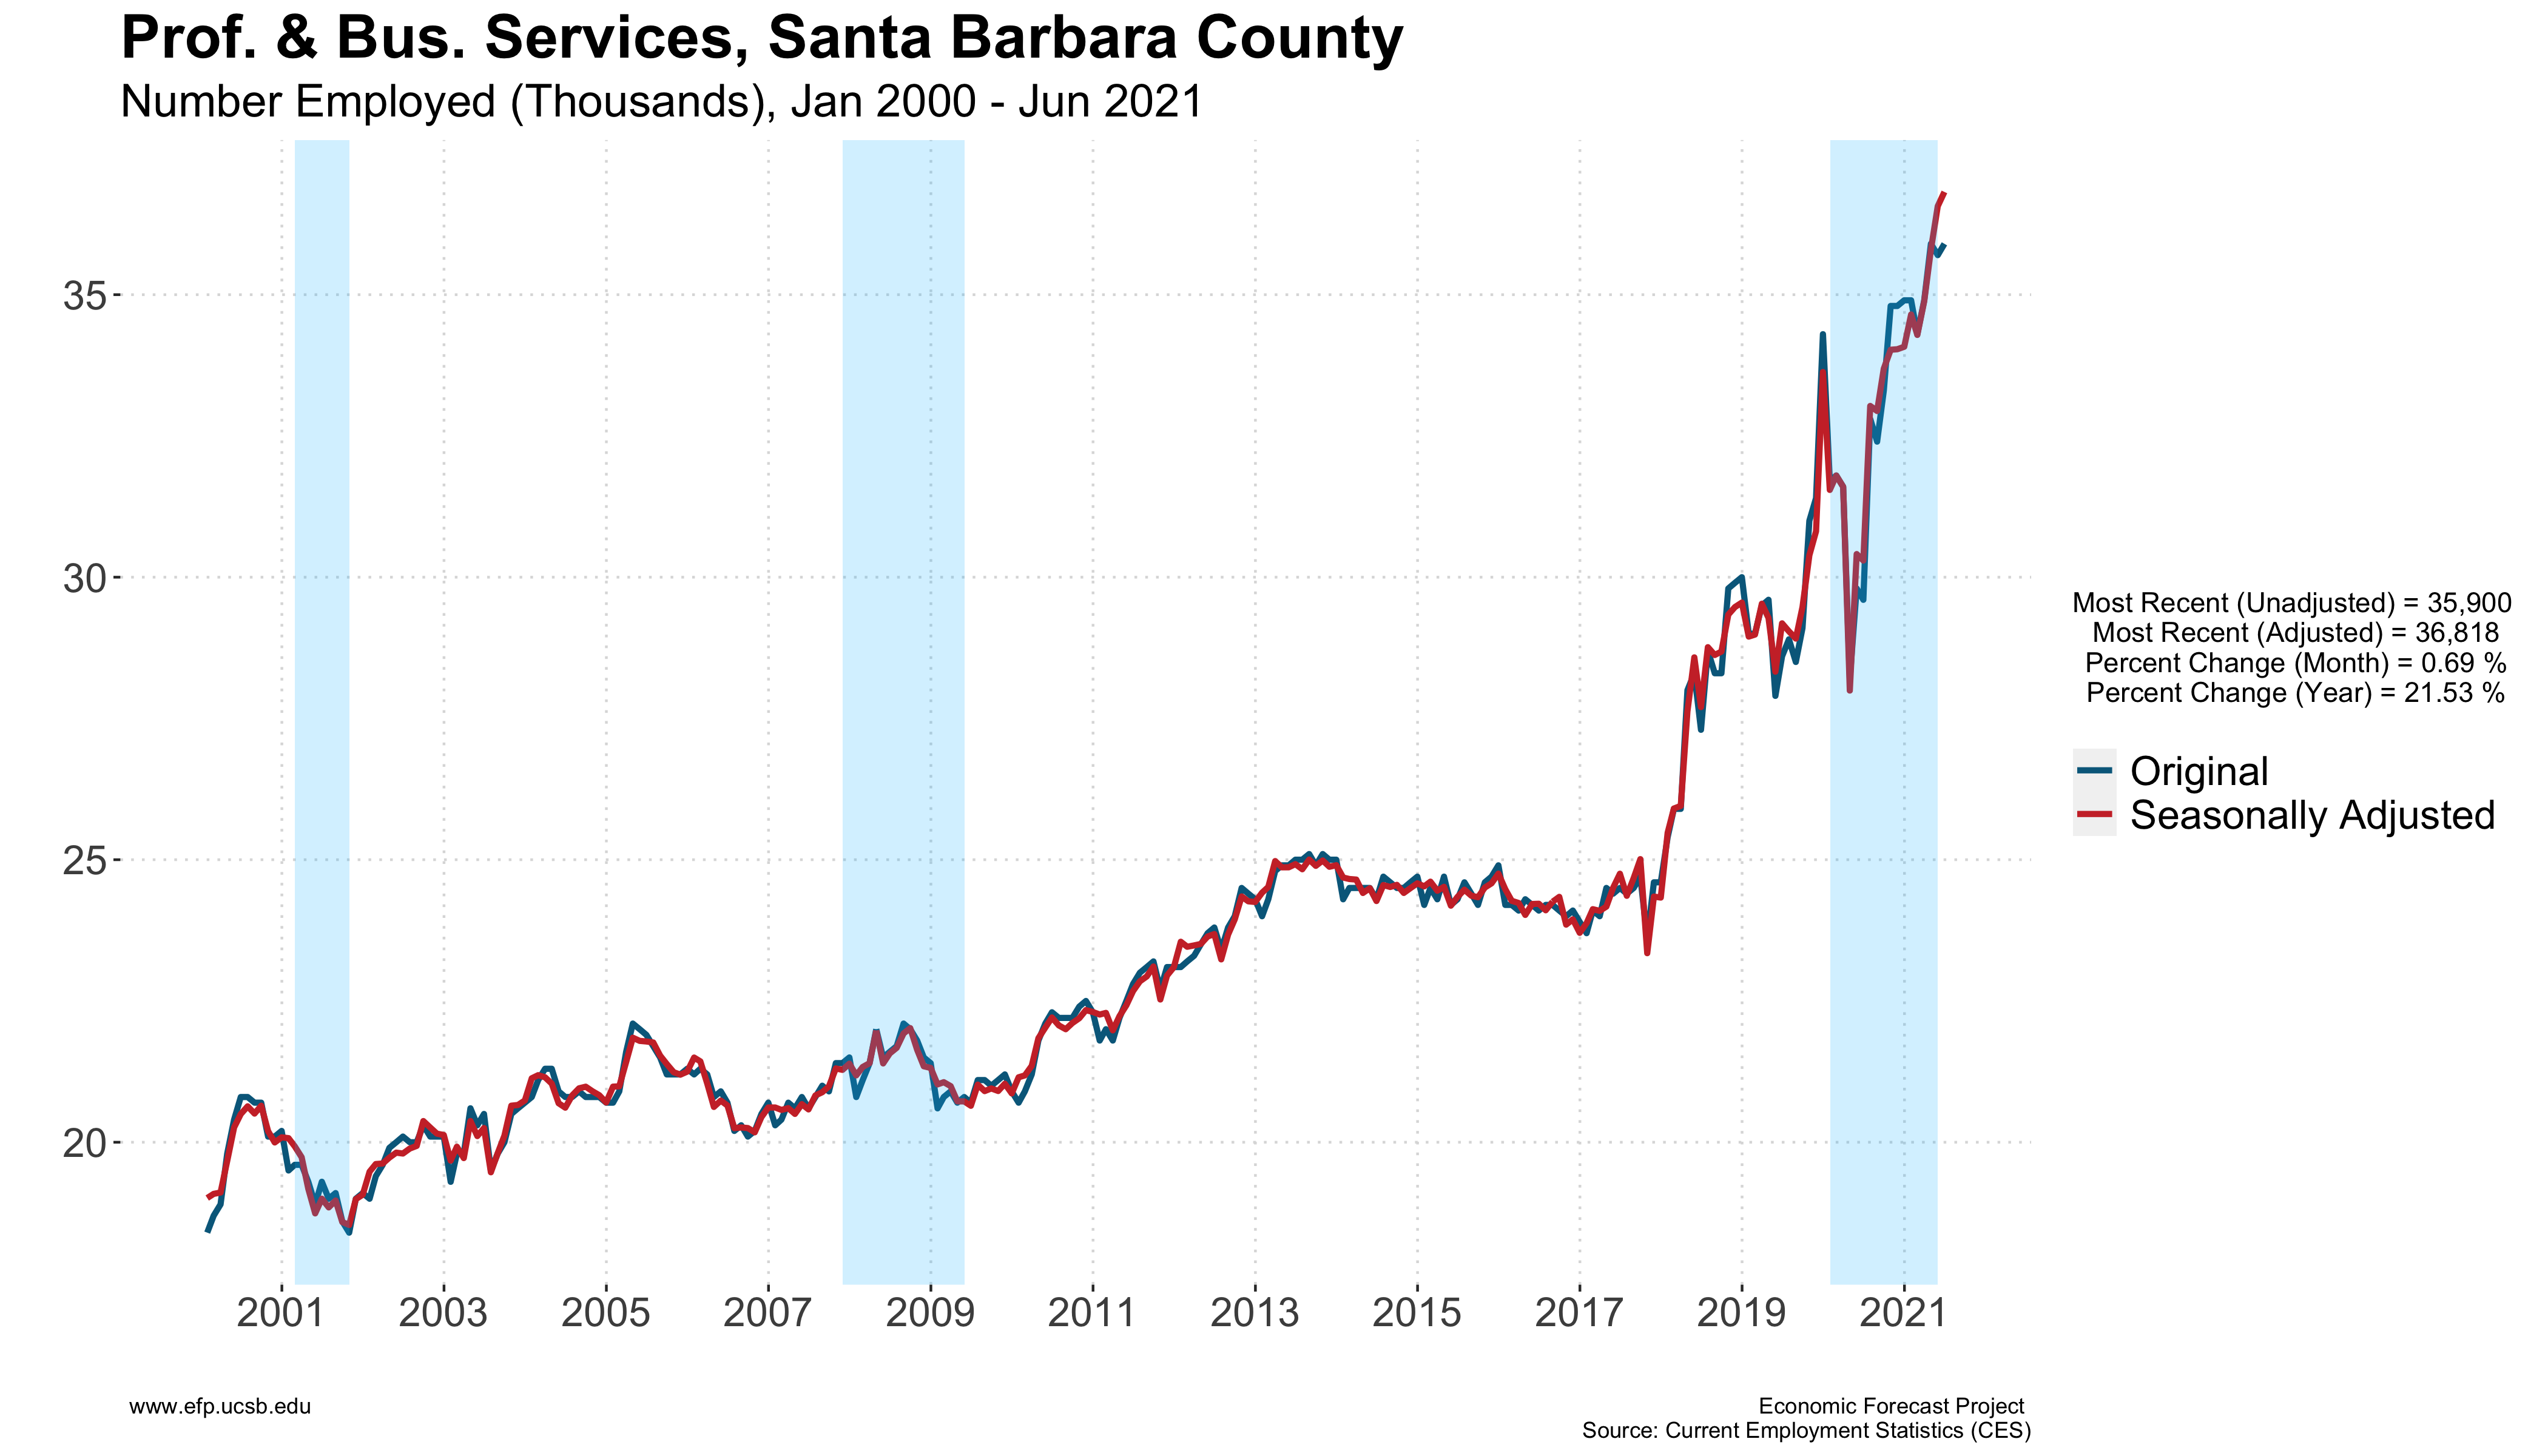 Prof. & Bus. Services, Santa Barbara County
Number Employed (Thousands), Jan 2000 - Jun 2021
35
30
25
20
2001 2003 2005 2007 2009 2011 2013 2015 2017 2019 2021
Most Recent (Unadjusted) = 35,900
Most Recent (Adjusted) = 36,818
Percent Change (Month) = 0.69 %
Percent Change (Year) = 21.53 %
Original
Seasonally Adjusted
www.efp.ucsb.edu
Economic Forecast Project
Source: Current Employment Statistics (CES)